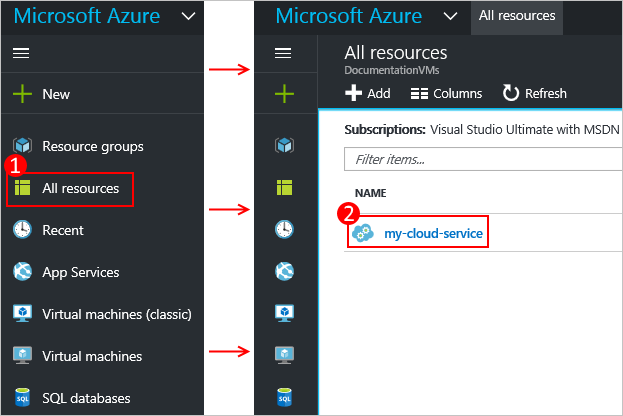 Microsoft Azure
New
Resource groups
1
All resources
Recent
App Services
Virtual machines (classic)
Virtual machines
SQL
SQL databases
Microsoft Azure
All resources
All resources
DocumentationVMs
Add
Columns
Refresh
Subscriptions: Visual Studio Ultimate with MSDN
Filter items...
NAME
2
my-cloud-service
SQL